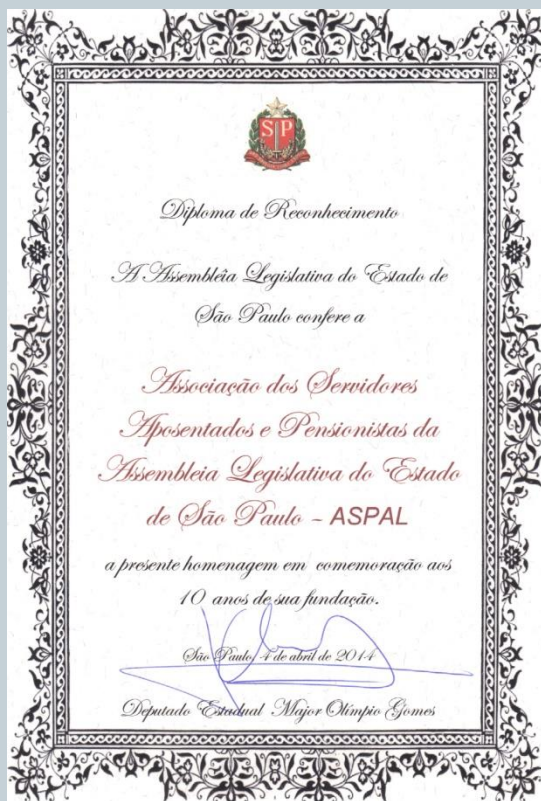 SP
Diploma de Reconhecimento
A Assembleia Legislativa do Estado de
São Paulo confere a
Associação dos Servidores
Aposentados e Pensionistas da
Assembleia Legislativa do Estado
de São Paulo - ASPAL
a presente homenagem em comemoração aos
10 anos de sua fundação.
São Paulo, 4 de abril de 2014
Deputado Estadual Major Olímpio Gomes